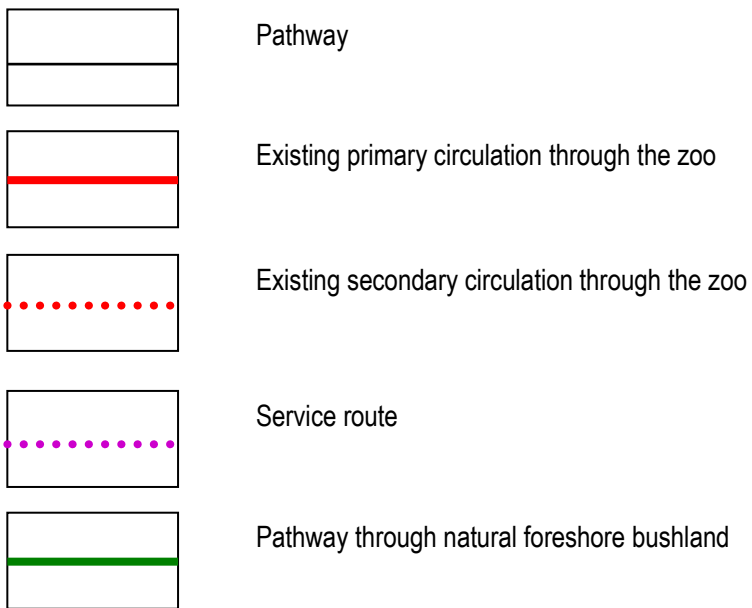 Pathway
Existing primary circulation through the zoo
Existing secondary circulation through the zoo
Service route
Pathway through natural foreshore bushland